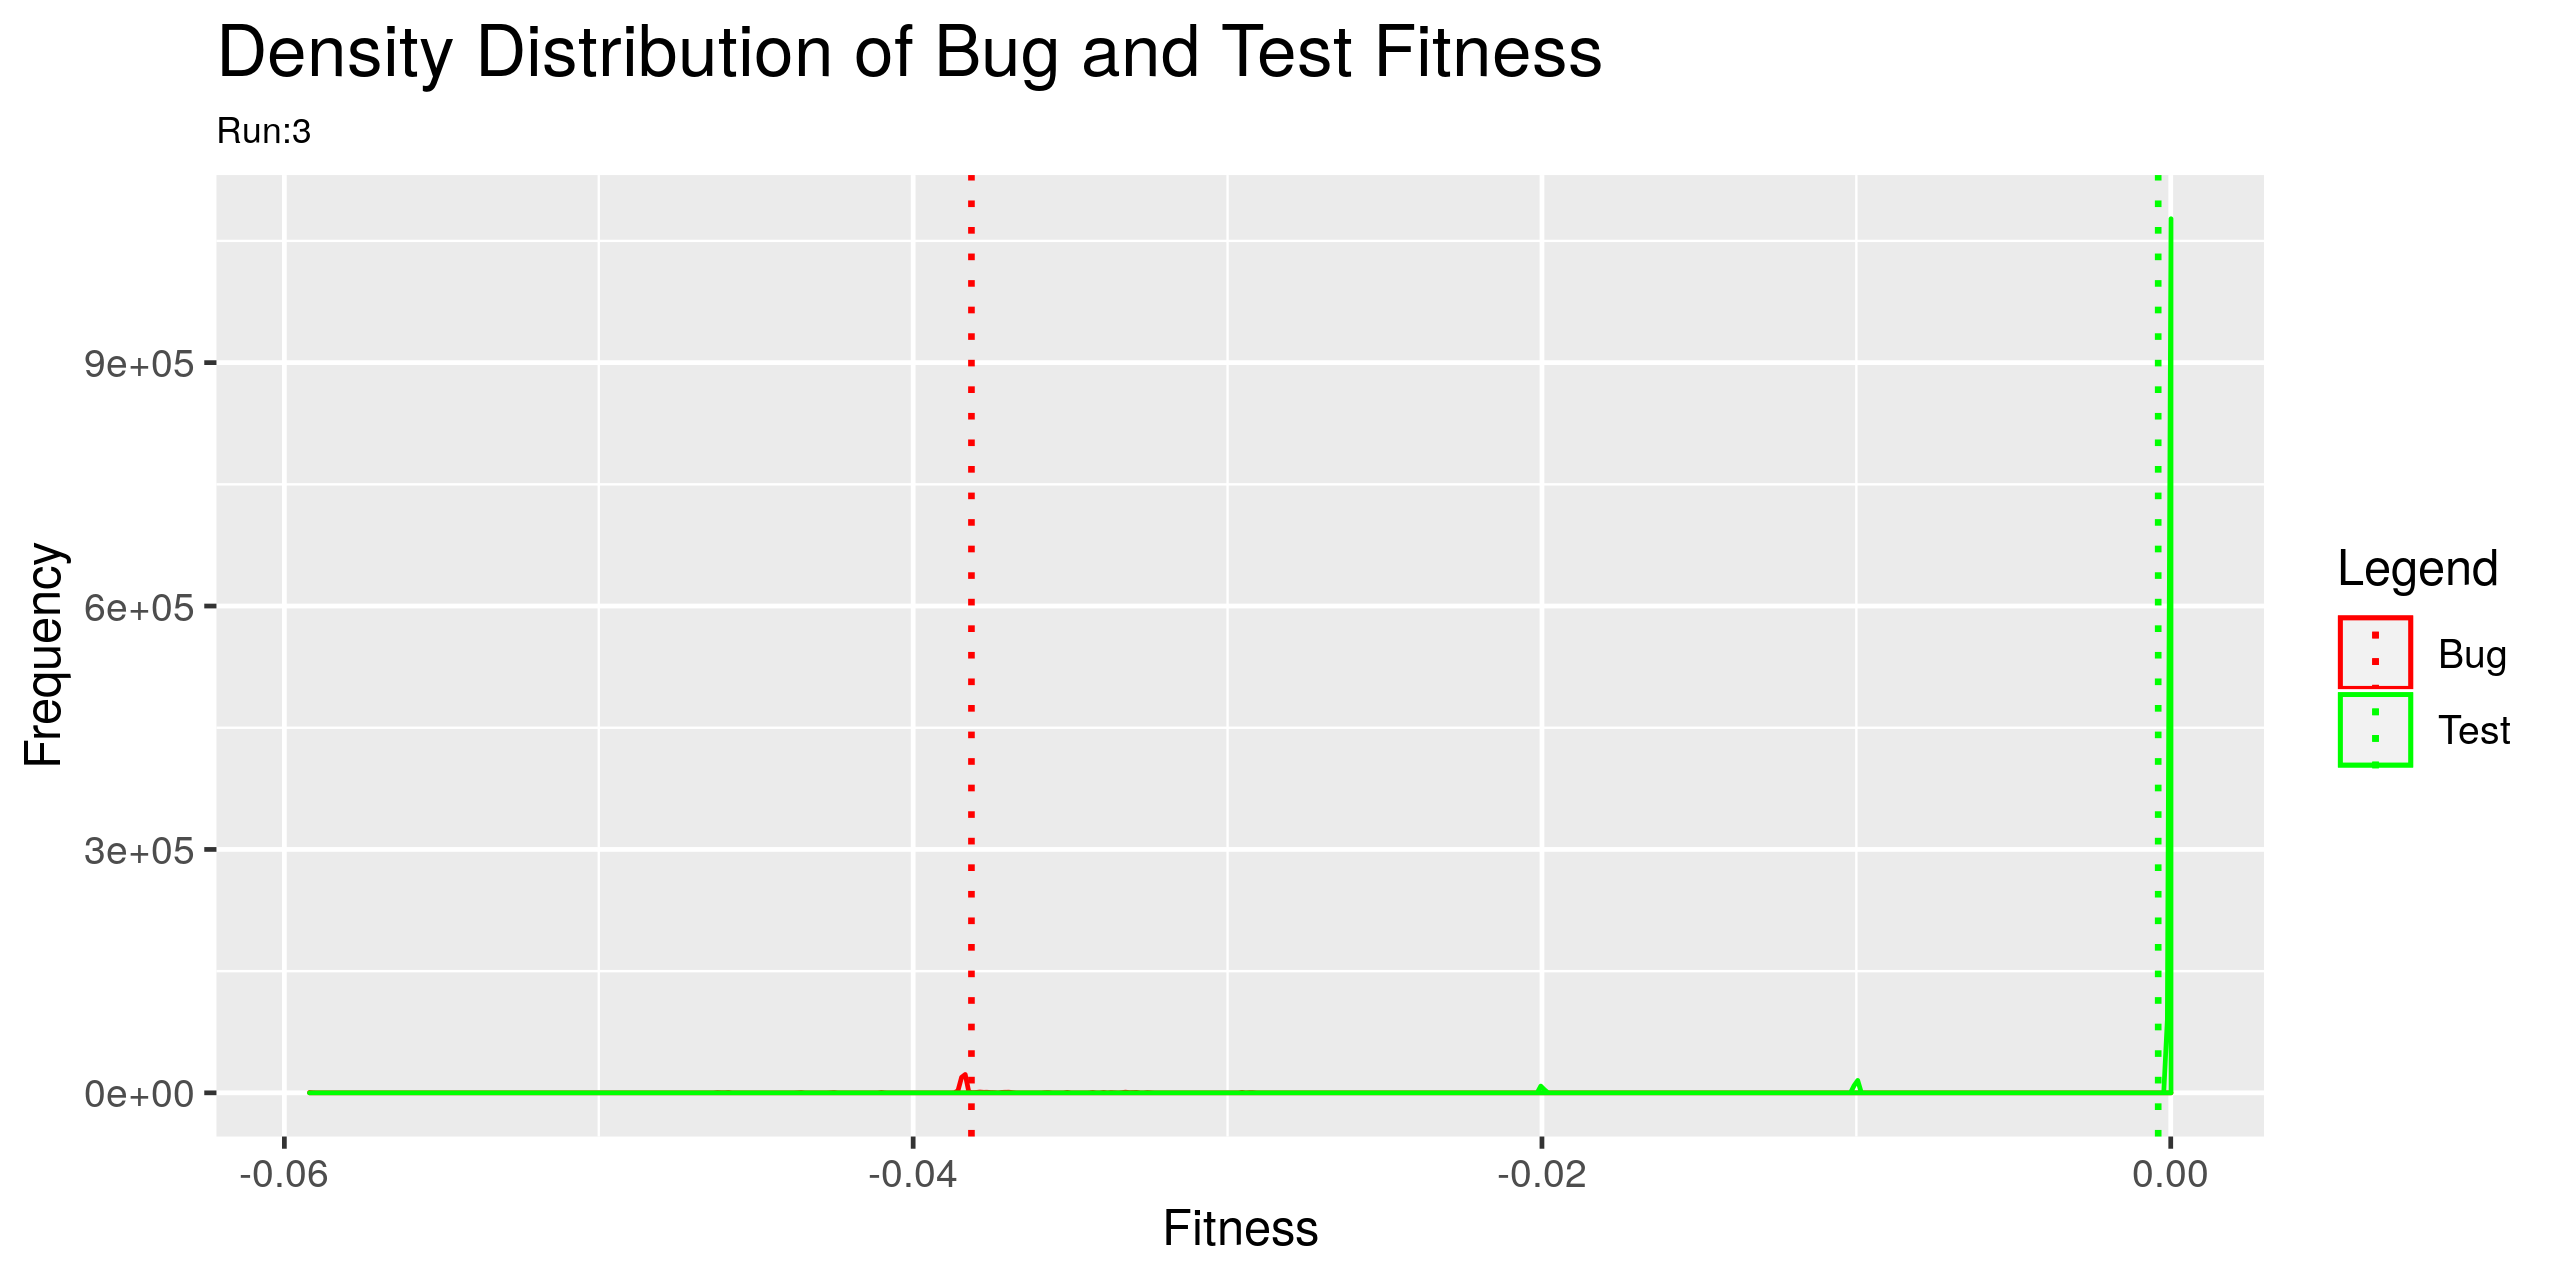 Density Distribution of Bug and Test Fitness
Run:3
Frequency
9e+05
6e+05
3e+05
0e+00
-0.06
-0.04
-0.02
0.00
Fitness
Legend
Bug
Test